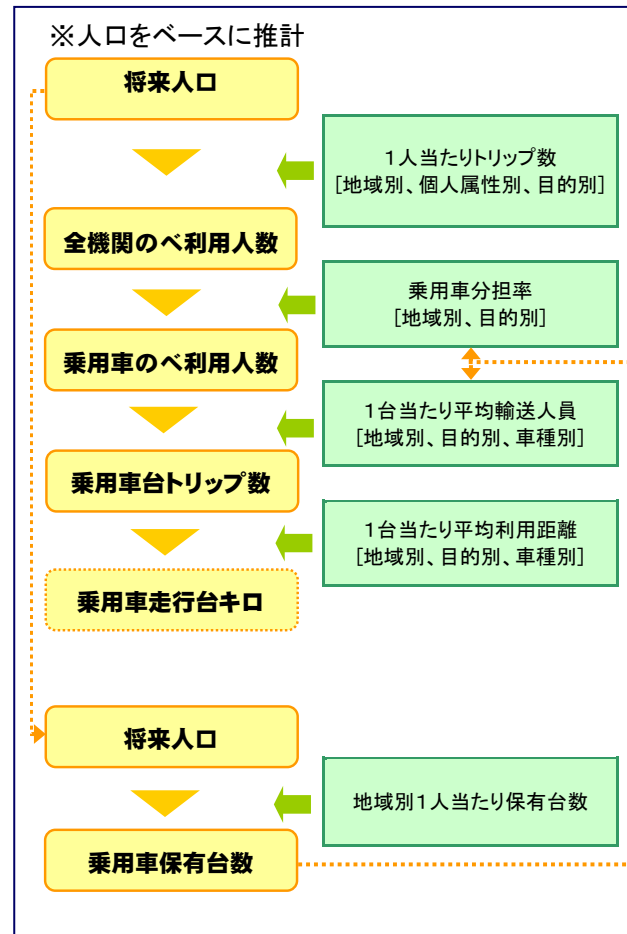 ※人口をベースに推計
将来人口
1人当たりトリップ数
[地域別、個人属性別、目的別]
全機関のべ利用人数
乗用車分担率
[地域別、目的別]
乗用車のべ利用人数
1台当たり平均輸送人員
[地域別、目的別、車種別]
乗用車台トリップ数
1台当たり平均利用距離
[地域別、目的別、車種別]
乗用車走行台キロ
将来人口
地域別1人当たり保有台数
乗用車保有台数